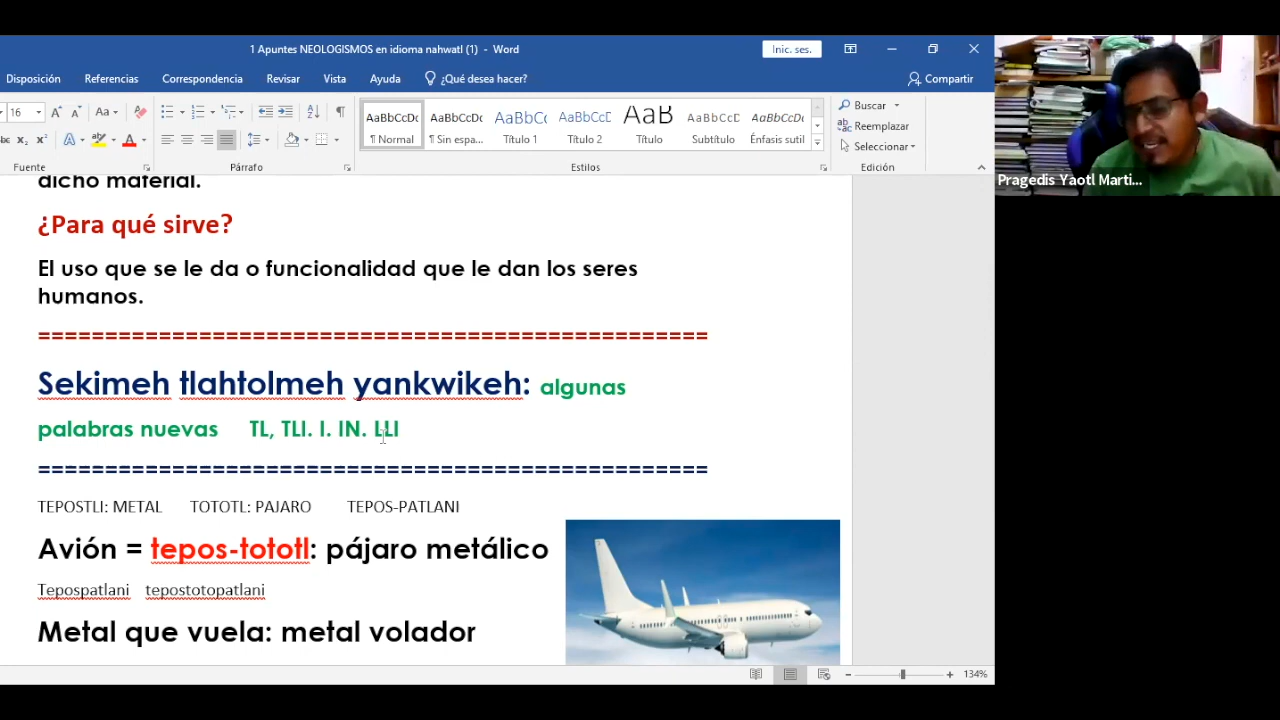 1 Apuntes NEOLOGISMOS en idioma nahwatl (1) - Word
Inic. ses.
Disposición Referencias Correspondencia Revisar Vista Ayuda ¿Qué desea hacer? Compartir
16 Aa
AaBbCcDc AaBbCcDc AaBbCc AaBbCcD AaB AaBbCcD AaBbCcDc
¶ Normal ¶ Sin espa... Título 1 Título 2 Título Subtítulo Énfasis sutil
Buscar
Reemplazar
Seleccionar
Fuente Párrafo Estilos Edición
Pragedis Yaotl Marti...
dicho material.
¿Para qué sirve?
El uso que se le da o funcionalidad que le dan los seres
humanos.
==================================================
Sekimeh tlahtolmeh yankwikeh: algunas
palabras nuevas TL, TLI. I. IN. LLI
==================================================
TEPOSTLI: METAL TOTOTL: PAJARO TEPOS-PATLANI
Avión = tepos-tototl: pájaro metálico
Tepospatlani tepostotopatlani
Metal que vuela: metal volador
134%